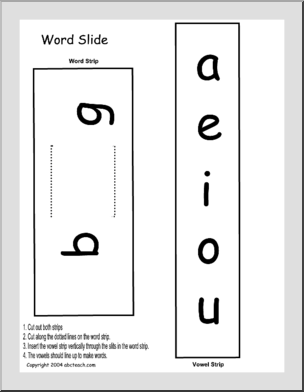 Word Slide
Word Strip
b g
a
e
i
o
u
1. Cut out both strips
2. Cut along the dotted lines on the word strip.
3. Insert the vowel strip vertically through the slits in the word strip.
4. The vowels should line up to make words.
Copyright 2004 abcteach.com
Vowel Strip